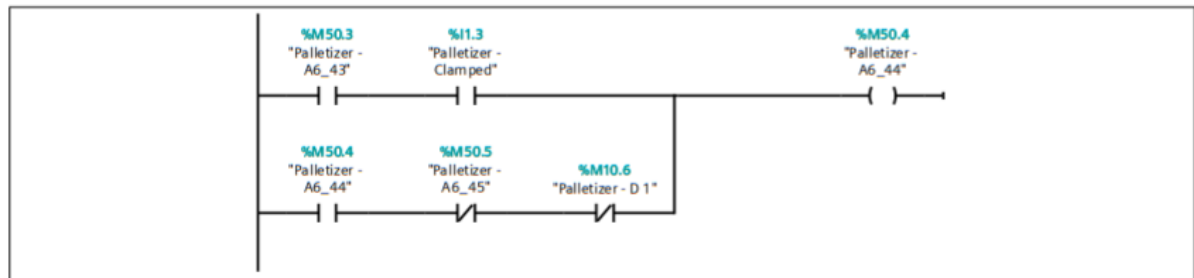 %M50.3
"Palletizer -
A6_43"
%I1.3
"Palletizer -
Clamped"
%M50.4
"Palletizer -
A6_44"
%M50.4
"Palletizer -
A6_44"
%M50.5
"Palletizer -
A6_45"
%M10.6
"Palletizer - D 1"